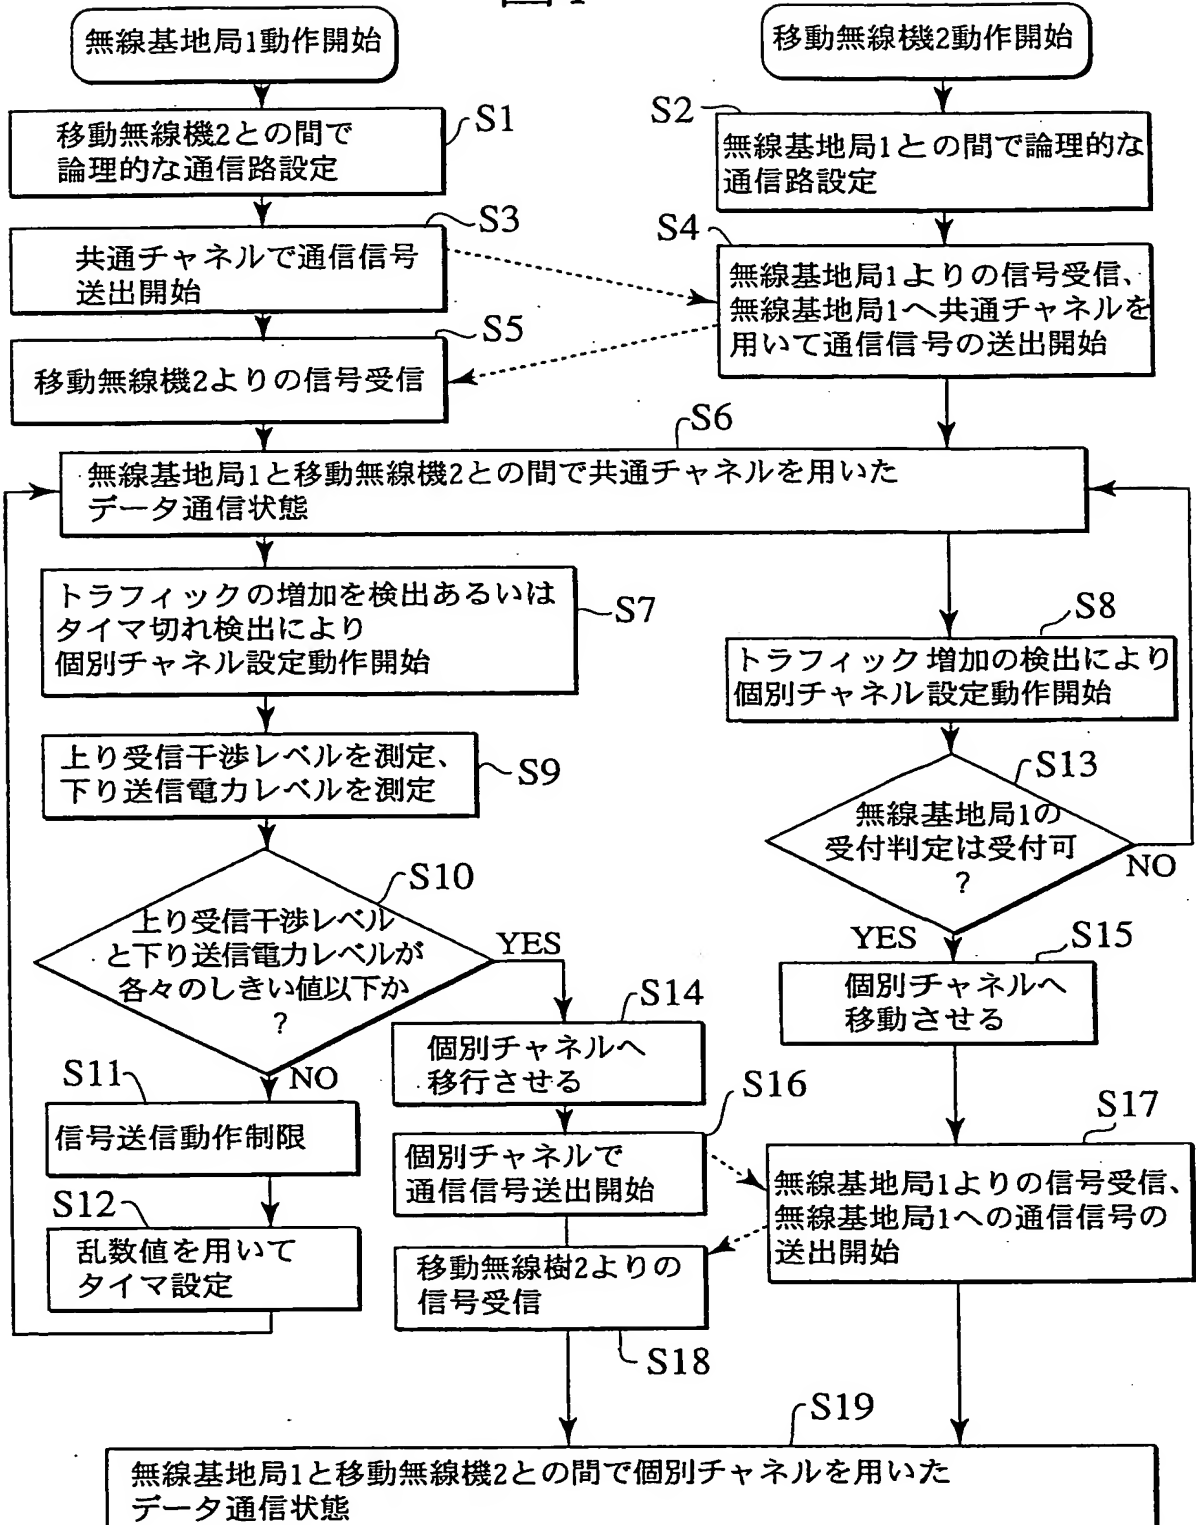 無線基地局1動作開始
移動無線機2動作開始
移動無線機2との間で
論理的な通信路設定
S1
S2
無線基地局1との間で論理的な
通信路設定
S3
共通チャネルで通信信号
送出開始
S4
無線基地局1よりの信号受信、
無線基地局1へ共通チャネルを
用いて通信信号の送出開始
S5
移動無線機2よりの信号受信
S6
無線基地局1と移動無線機2との間で共通チャネルを用いた
データ通信状態
トラフィックの増加を検出あるいは
タイマ切れ検出により
個別チャネル設定動作開始
S7
S8
トラフィック増加の検出により
個別チャネル設定動作開始
上り受信干渉レベルを測定、
下り送信電力レベルを測定
S9
S13
無線基地局1の
受付判定は受付可
?
NO
YES
S10
上り受信干渉レベル
と下り送信電力レベルが
各々のしきい値以下か
?
YES
NO
S15
個別チャネルへ
移動させる
S14
個別チャネルへ
移行させる
S11
信号送信動作制限
S16
個別チャネルで
通信信号送出開始
S17
無線基地局1よりの信号受信、
無線基地局1への通信信号の
送出開始
S12
乱数値を用いて
タイマ設定
移動無線樹2よりの
信号受信
S18
S19
無線基地局1と移動無線機2との間で個別チャネルを用いた
データ通信状態